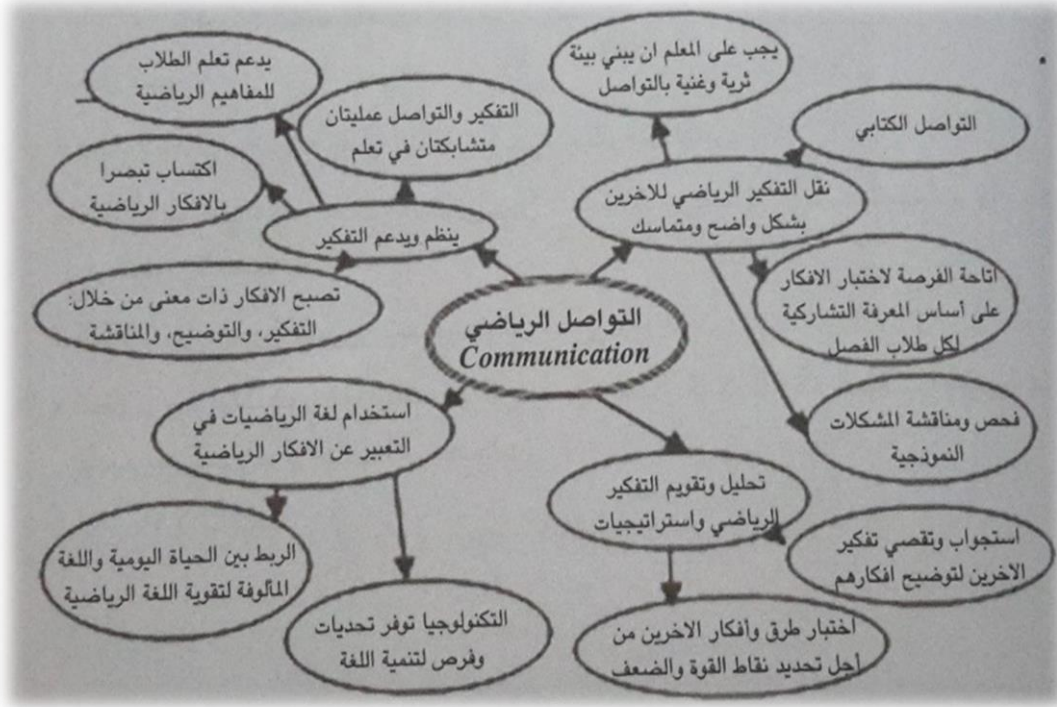 يدعم تعلم الطلاب
للمفاهيم الرياضية
التفكير والتواصل عمليتان
متشابكتان في تعلم
اكتساب تبصرا
بالافكار الرياضية
ينظم ويدعم التفكير
تصبح الافكار ذات معنى من خلال:
التفكير، والتوضيح، والمناقشة
يجب على المعلم ان يبني بيئة
ثرية وغنية بالتواصل
التواصل الكتابي
نقل التفكير الرياضي للاخرين
بشكل واضح ومتماسك
اتاحة الفرصة لاختبار الافكار
على أساس المعرفة التشاركية
لكل طلاب الفصل
فحص ومناقشة المشكلات
النموذجية
التواصل الرياضي
Communication
استخدام لغة الرياضيات في
التعبير عن الافكار الرياضية
الربط بين الحياة اليومية واللغة
المألوفة لتقوية اللغة الرياضية
التكنولوجيا توفر تحديات
وفرص لتنمية اللغة
تحليل وتقويم التفكير
الرياضي واستراتيجيات
استجواب وتقصي تفكير
الاخرين لتوضيح افكارهم
اختبار طرق وأفكار الاخرين من
أجل تحديد نقاط القوة والضعف